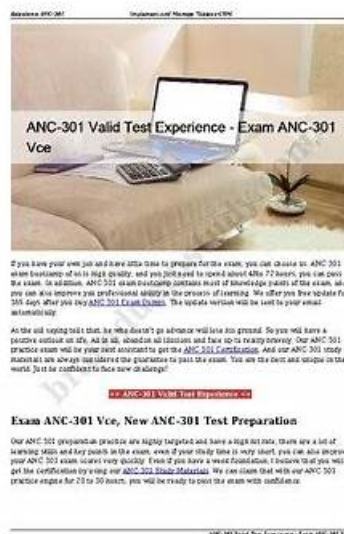 Salesforce ANC-301 Implement and Manage Tableau CRM
ANC-301 Valid Test Experience - Exam ANC-301
Vce
If you have your own job and have little time to prepare for the exam, you can choose us. ANC 301
exam bootcamp of us is high quality, and you just need to spend about 48to 72 hours, you can pass
the exam. In addition, ANC 301 exam bootcamp contains most of knowledge points of the exam, and
you can also improve you professional ability in the process of learning. We offer you free update for
365 days after you buy ANC 301 Exam Dumps. The update version will be sent to your email
automatically.
As the old saying tells that, he who doesn't go advance will lose his ground. So you will have a
positive outlook on life. All in all, abandon all illusions and face up to reality bravely. Our ANC 301
practice exam will be your best assistant to get the ANC 301 Certification. And our ANC 301 study
materials are always considered the guarantee to pass the exam. You are the best and unique in the
world. Just be confident to face new challenge!
>> ANC-301 Valid Test Experience <<
Exam ANC-301 Vce, New ANC-301 Test Preparation
Our ANC 301 preparation practice are highly targeted and have a high hit rate, there are a lot of
learning skills and key points in the exam, even if your study time is very short, you can also improve
your ANC 301 exam scores very quickly. Even if you have a weak foundation, I believe that you will
get the certification by using our ANC 301 Study Materials. We can claim that with our ANC 301
practice engine for 20 to 30 hours, you will be ready to pass the exam with confidence.